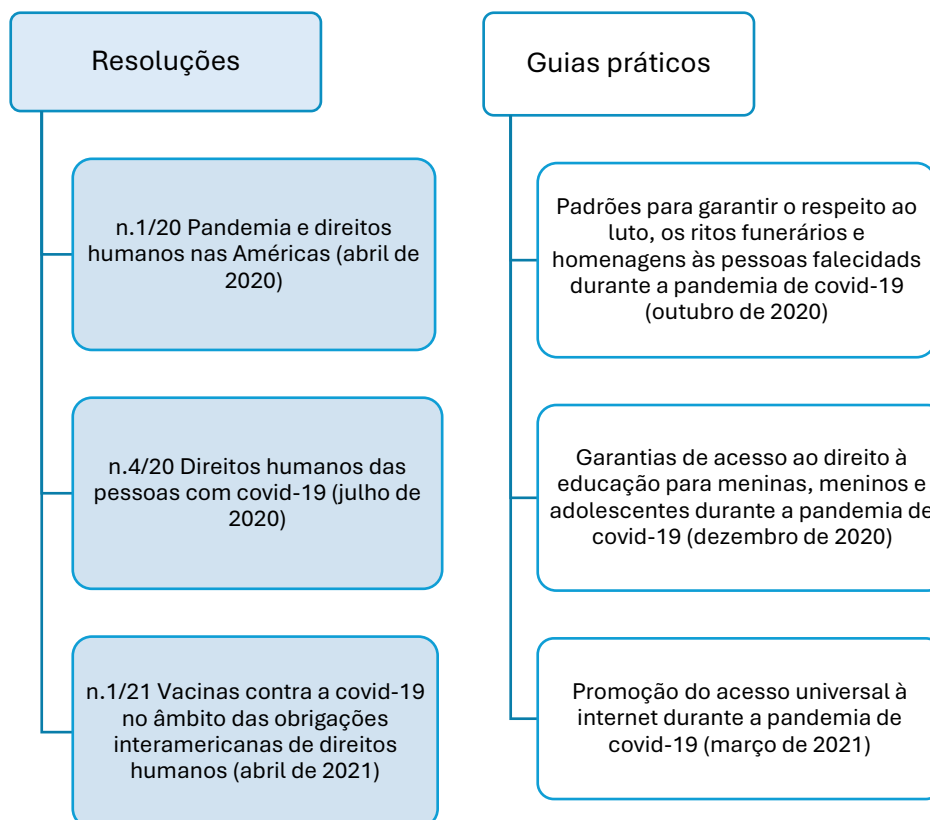 Resoluções
n.1/20 Pandemia e direitos
humanos nas Américas (abril de
2020)
n.4/20 Direitos humanos das
pessoas com covid-19 (julho de
2020)
n.1/21 Vacinas contra a covid-19
no âmbito das obrigações
interamericanas de direitos
humanos (abril de 2021)
Guias práticos
Padrões para garantir o respeito ao
luto, os ritos funerários e
homenagens às pessoas falecidads
durante a pandemia de covid-19
(outubro de 2020)
Garantias de acesso ao direito à
educação para meninas, meninos e
adolescentes durante a pandemia de
covid-19 (dezembro de 2020)
Promoção do acesso universal à
internet durante a pandemia de
covid-19 (março de 2021)